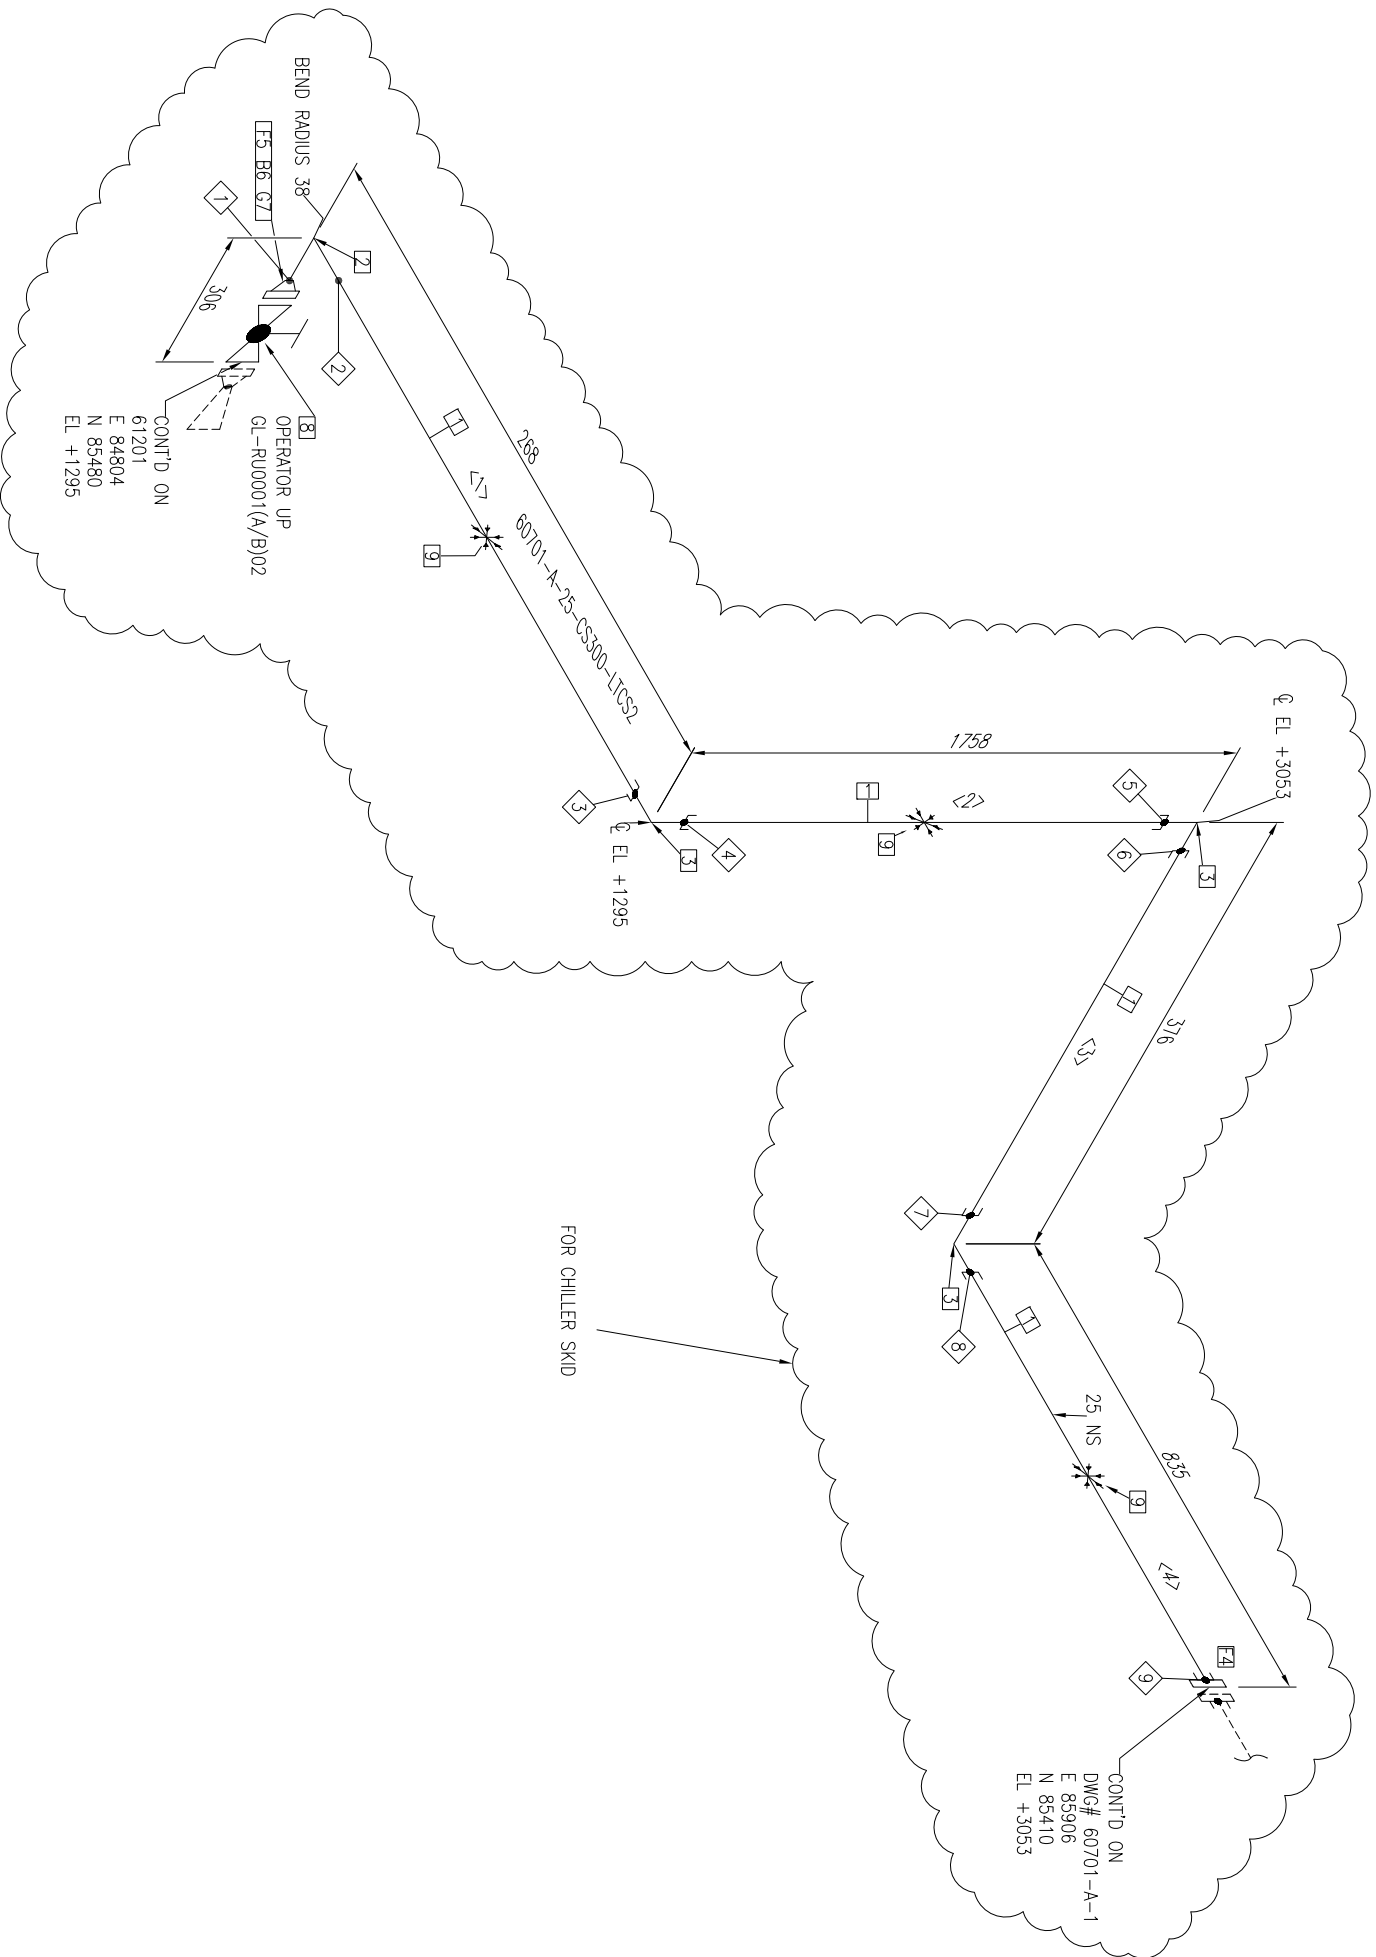 BEND RADIUS 38
F5 B6 G7
1
2
2
306
8
OPERATOR UP
GL-RU0001(A/B)02
CONT'D ON
61201
E 84804
N 85480
EL +1295
268
1
<1>
60701-A-25-CS300-LTCS2
9
3
3
4
℄ EL +1295
1758
1
<2>
9
5
6
3
℄ EL +3053
376
1
<3>
7
3
8
1
25 NS
835
9
<4>
F4
9
CONT'D ON
DWG# 60701-A-1
E 85906
N 85410
EL +3053
FOR CHILLER SKID